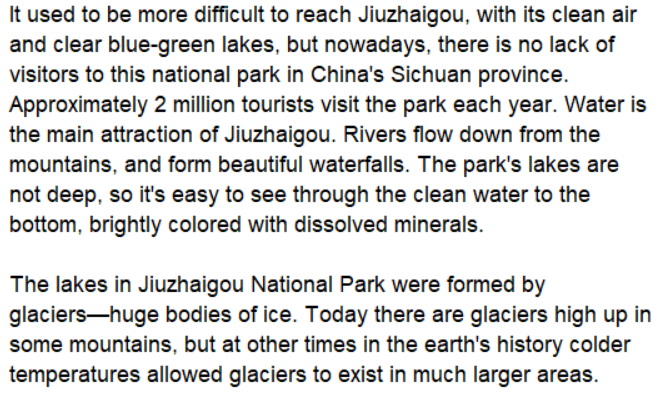 It used to be more difficult to reach Jiuzhaigou, with its clean air
and clear blue-green lakes, but nowadays, there is no lack of
visitors to this national park in China's Sichuan province.
Approximately 2 million tourists visit the park each year. Water is
the main attraction of Jiuzhaigou. Rivers flow down from the
mountains, and form beautiful waterfalls. The park's lakes are
not deep, so it's easy to see through the clean water to the
bottom, brightly colored with dissolved minerals.

The lakes in Jiuzhaigou National Park were formed by
glaciers—huge bodies of ice. Today there are glaciers high up in
some mountains, but at other times in the earth's history colder
temperatures allowed glaciers to exist in much larger areas.